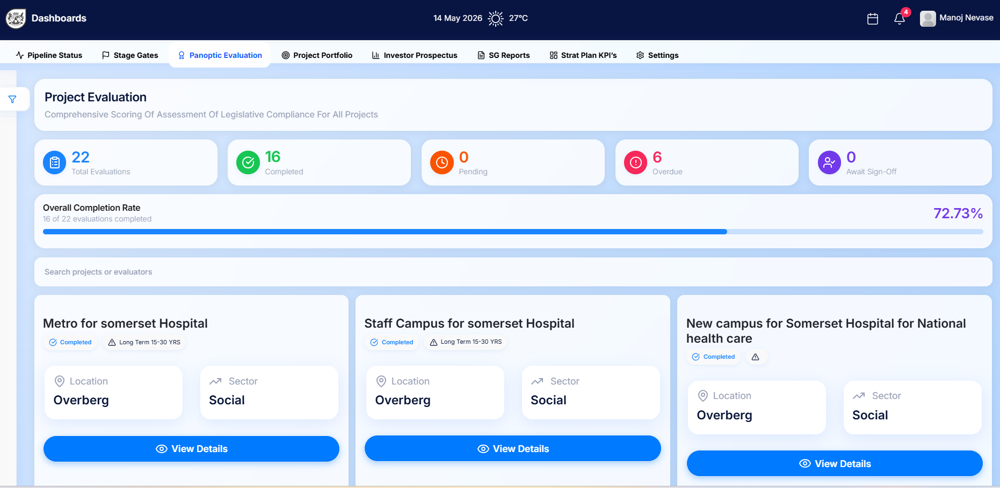 Dashboards
14 May 2026 27°C
4
Manoj Nevase
Pipeline Status Stage Gates Panoptic Evaluation Project Portfolio Investor Prospectus SG Reports Strat Plan KPI's Settings
Project Evaluation
Comprehensive Scoring Of Assessment Of Legislative Compliance For All Projects
22
Total Evaluations
16
Completed
0
Pending
6
Overdue
0
Await Sign-Off
Overall Completion Rate
16 of 22 evaluations completed
72.73%
Search projects or evaluators
Metro for somerset Hospital
Completed Long Term 15-30 YRS
Location
Overberg
Sector
Social
View Details
Staff Campus for somerset Hospital
Completed Long Term 15-30 YRS
Location
Overberg
Sector
Social
View Details
New campus for Somerset Hospital for National
health care
Completed
Location
Overberg
Sector
Social
View Details